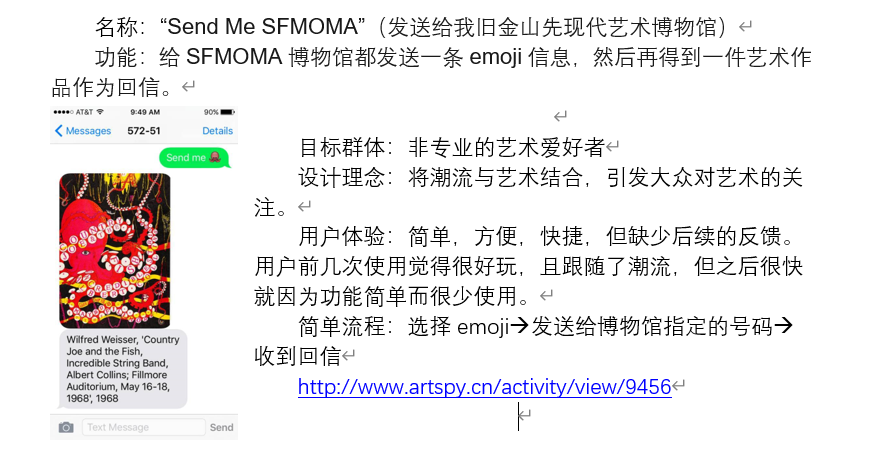 名称：“Send Me SFMOMA”（发送给我旧金山先现代艺术博物馆）
功能：给 SFMOMA 博物馆都发送一条 emoji 信息，然后再得到一件艺术作
品作为回信。
AT&T 9:49 AM 90%
Messages 572-51 Details
Send me
COUNTRY JOE AND THE FISH
Wilfred Weisser, 'Country
Joe and the Fish,
Incredible String Band,
Albert Collins; Fillmore
Auditorium, May 16-18,
1968', 1968
Text Message Send
目标群体：非专业的艺术爱好者
设计理念：将潮流与艺术结合，引发大众对艺术的关
注。
用户体验：简单，方便，快捷，但缺少后续的反馈。
用户前几次使用觉得很好玩，且跟随了潮流，但之后很快
就因为功能简单而很少使用。
简单流程：选择 emoji→发送给博物馆指定的号码→
收到回信
http://www.artspy.cn/activity/view/9456